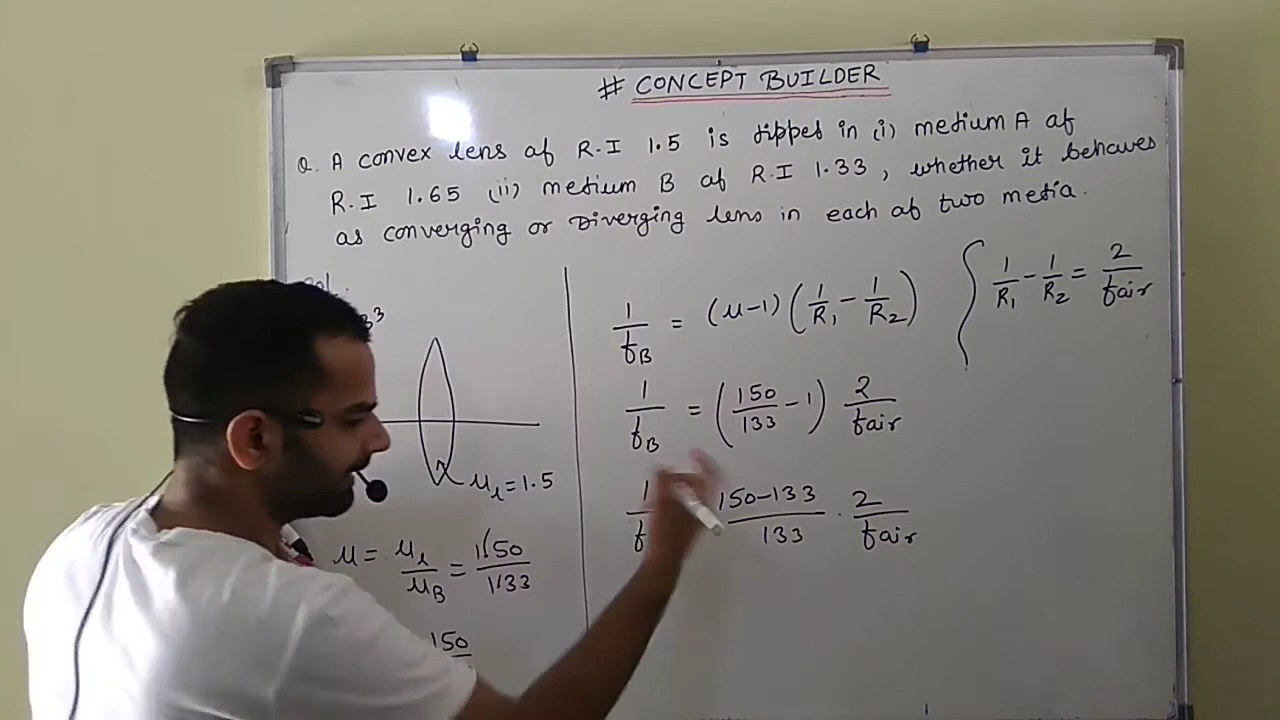 # CONCEPT BUILDER
Q. A convex lens of R.I 1.5 is dipped in (i) medium A of
R.I 1.65 (ii) medium B of R.I 1.33, whether it behaves
as converging or Diverging lens in each of two media.
Sol.
μl = 1.5
μ = μl/μB = 1.50/1.33
150
1/fB = (μ-1) (1/R1 - 1/R2)
{ 1/R1 - 1/R2 = 2/fair
1/fB = (150/133 - 1) 2/fair
150-133/133 · 2/fair